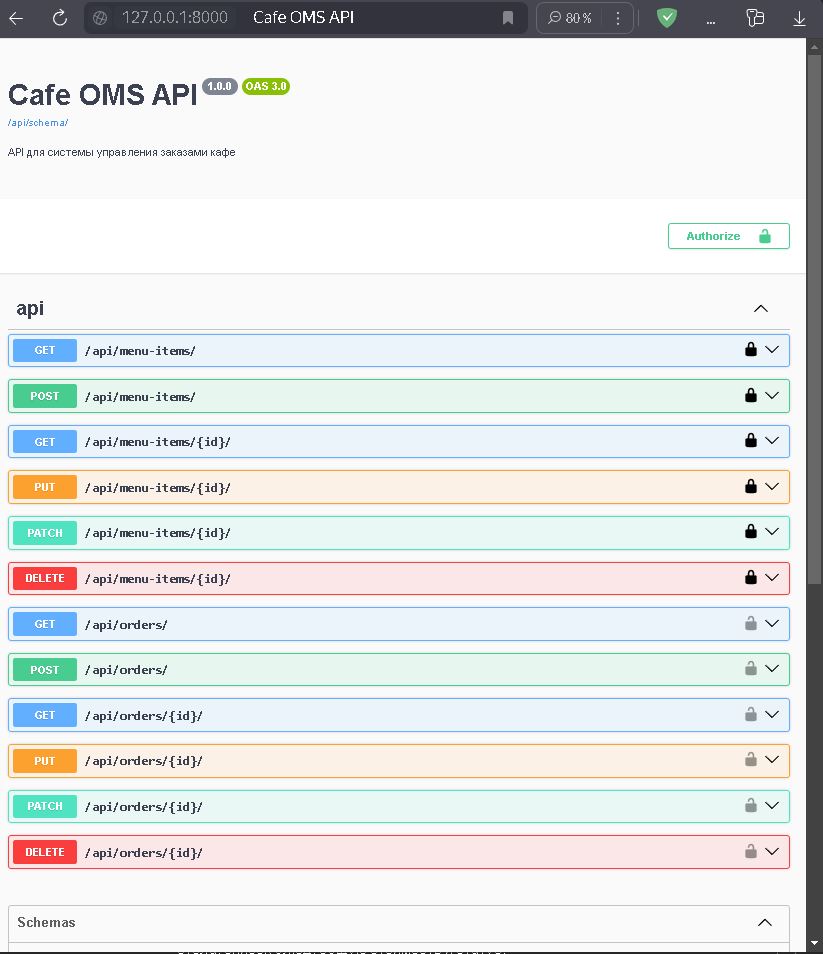 127.0.0.1:8000 Cafe OMS API 80 % ...
Cafe OMS API 1.0.0 OAS 3.0
/api/schema/
API для системы управления заказами кафе
Authorize
api
GET /api/menu-items/
POST /api/menu-items/
GET /api/menu-items/{id}/
PUT /api/menu-items/{id}/
PATCH /api/menu-items/{id}/
DELETE /api/menu-items/{id}/
GET /api/orders/
POST /api/orders/
GET /api/orders/{id}/
PUT /api/orders/{id}/
PATCH /api/orders/{id}/
DELETE /api/orders/{id}/
Schemas